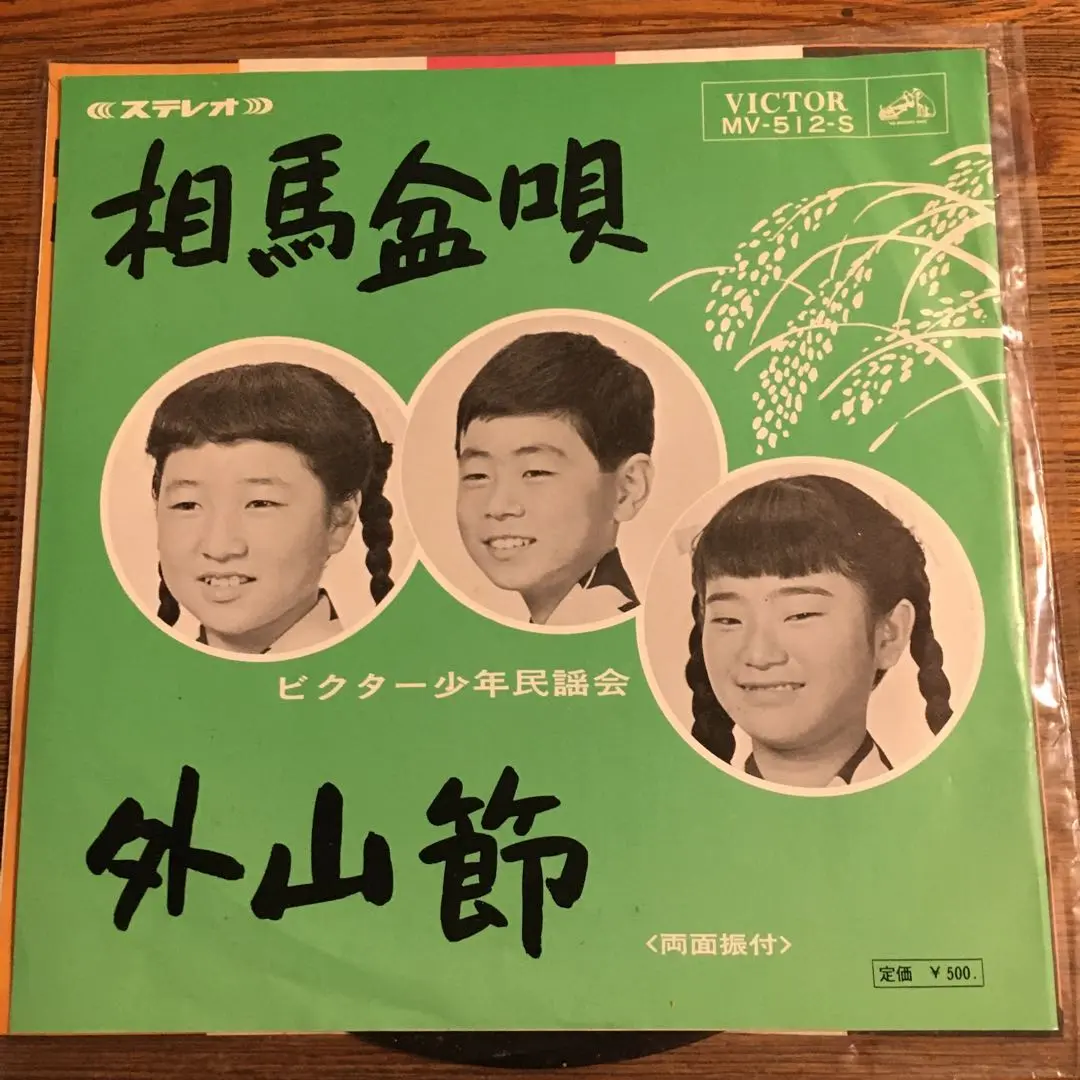 ステレオ
VICTOR
MV-512-S
相馬盆唄
ビクター少年民謡会
外山節
〈両面振付〉
定価 ¥500.